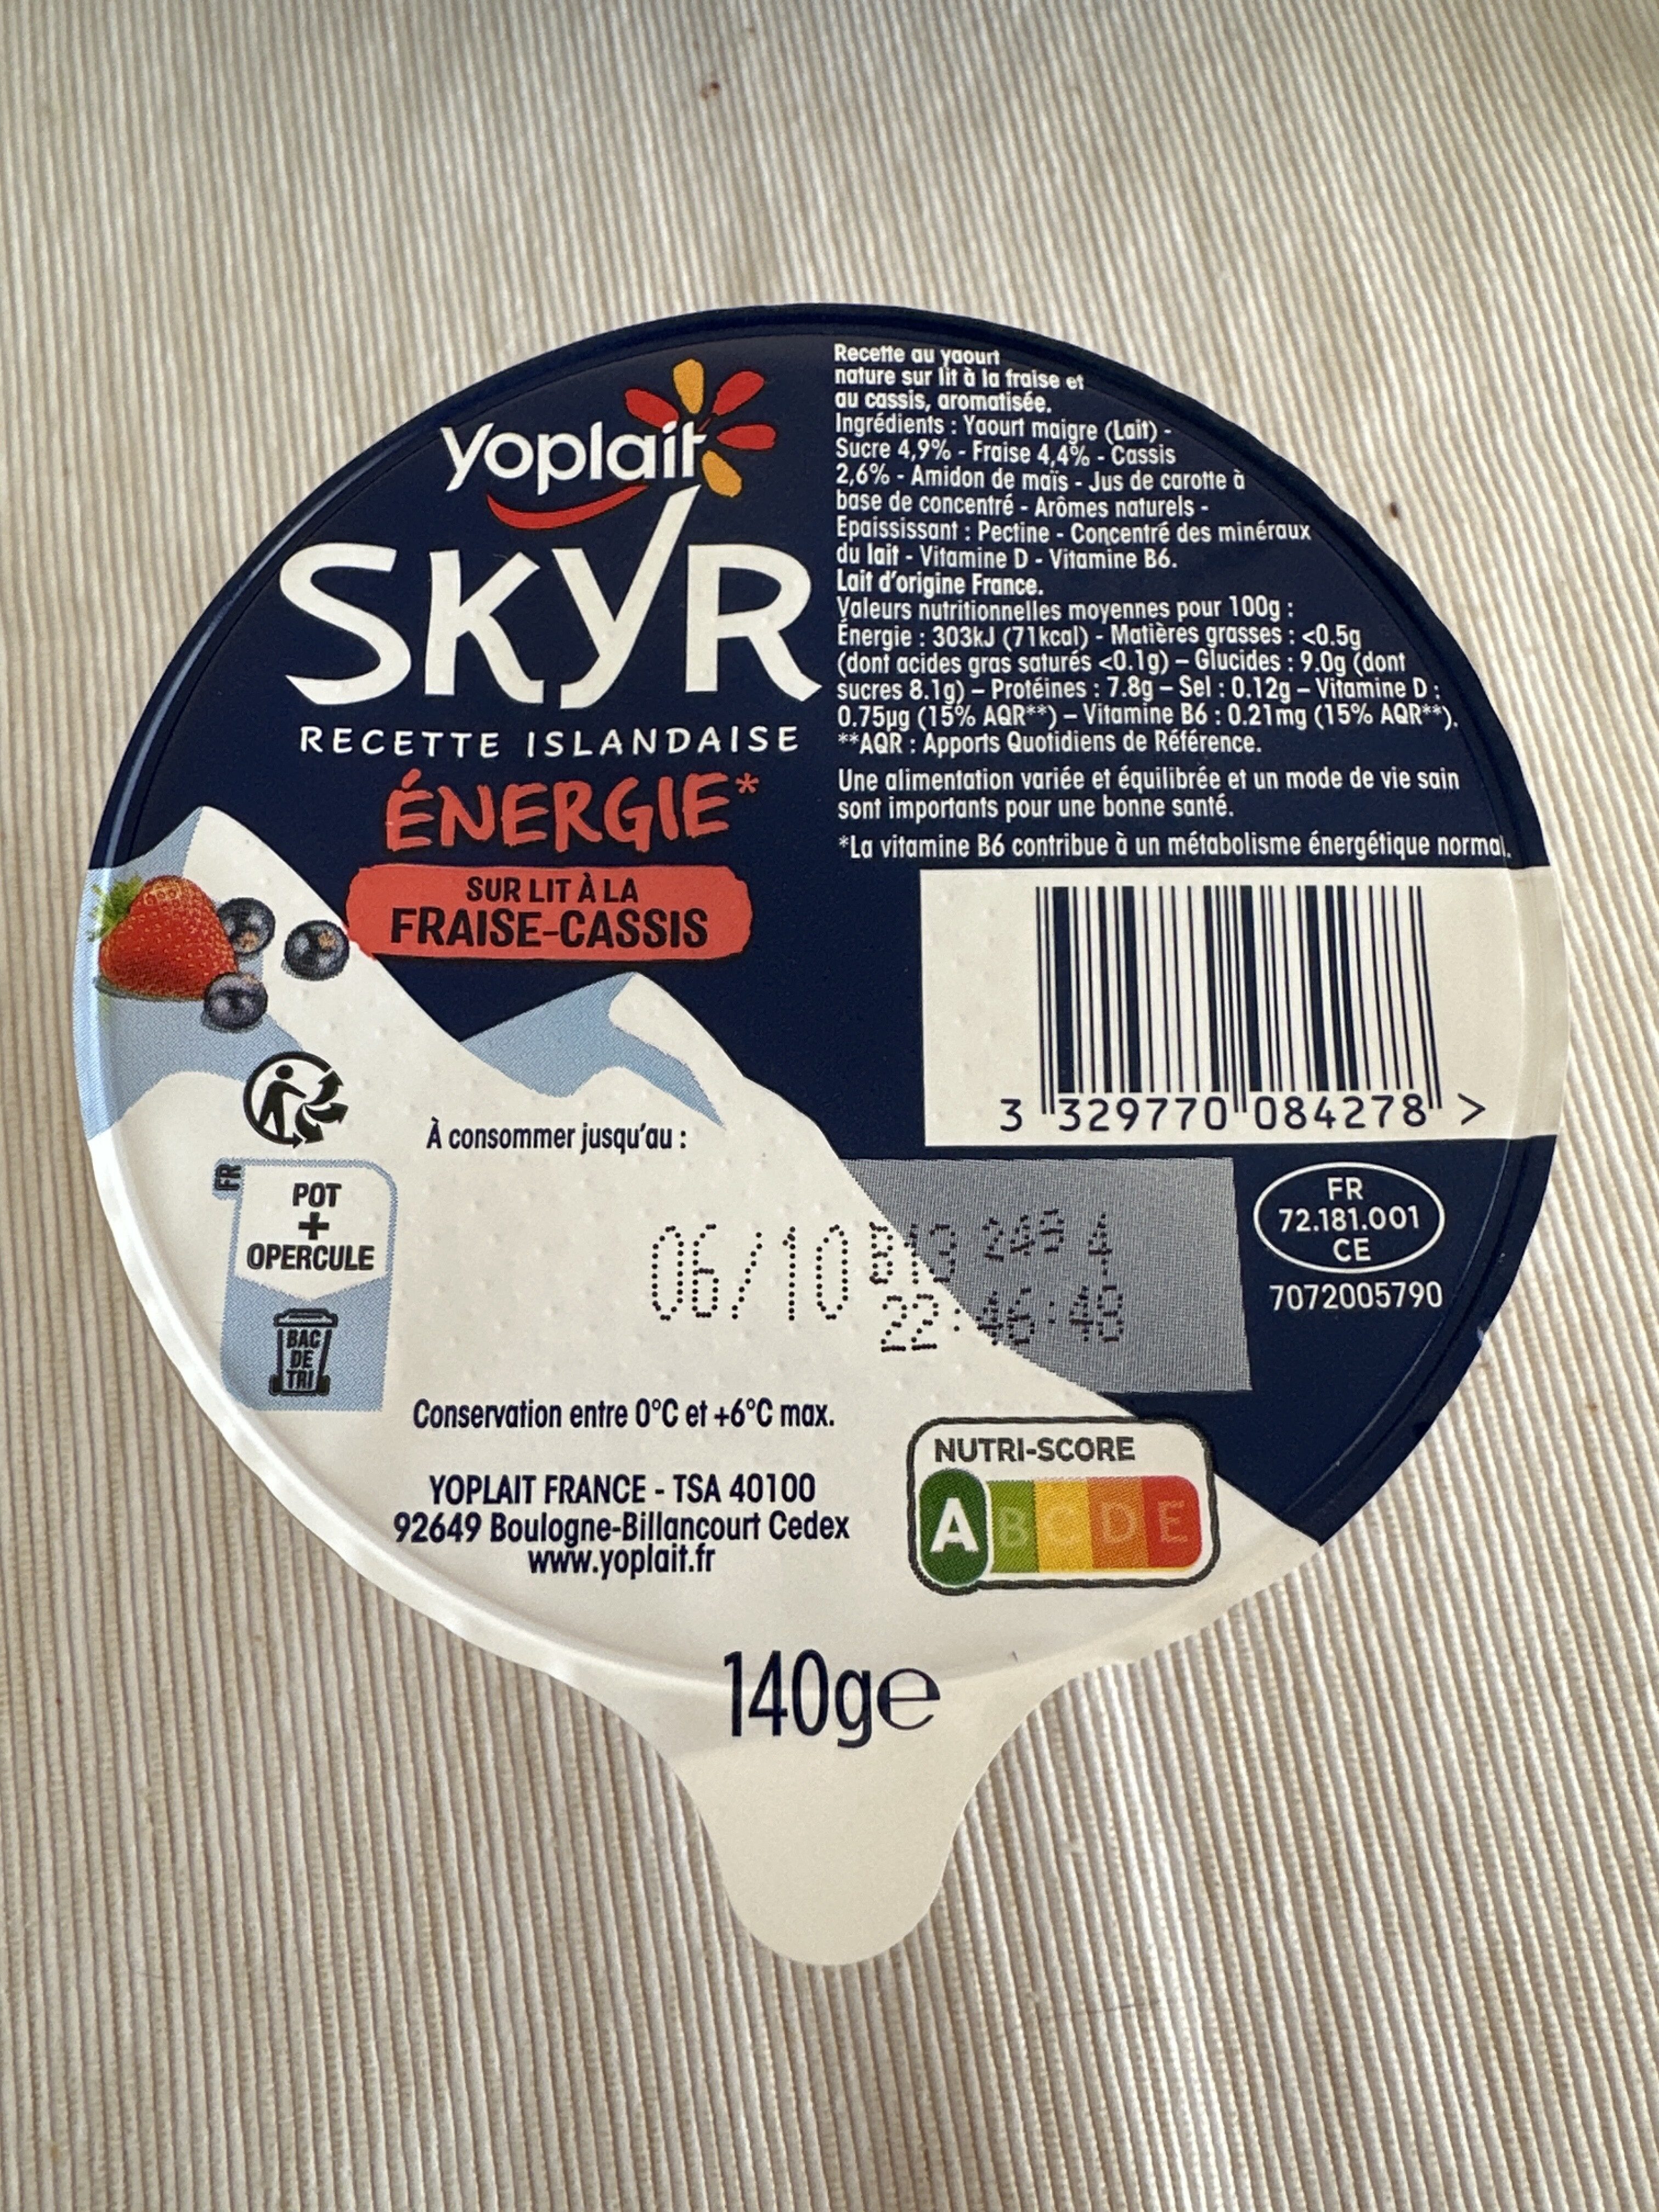 yoplait
SKYR
RECETTE ISLANDAISE
ÉNERGIE*
SUR LIT À LA
FRAISE-CASSIS
Recette au yaourt
nature sur lit à la fraise et
au cassis, aromatisée.
Ingrédients : Yaourt maigre (Lait) -
Sucre 4,9% - Fraise 4,4% - Cassis
2,6% - Amidon de maïs - Jus de carotte à
base de concentré - Arômes naturels -
Epaississant : Pectine - Concentré des minéraux
du lait - Vitamine D - Vitamine B6.
Lait d'origine France.
Valeurs nutritionnelles moyennes pour 100g :
Énergie : 303kJ (71kcal) - Matières grasses : <0.5g
(dont acides gras saturés <0.1g) – Glucides : 9.0g (dont
sucres 8.1g) – Protéines : 7.8g – Sel : 0.12g – Vitamine D :
0.75µg (15% AQR**) – Vitamine B6 : 0.21mg (15% AQR**).
**AQR : Apports Quotidiens de Référence.
Une alimentation variée et équilibrée et un mode de vie sain
sont importants pour une bonne santé.
*La vitamine B6 contribue à un métabolisme énergétique normal.
3 329770 084278 >
FR
POT
+
OPERCULE
BAC
DE
TRI
À consommer jusqu'au :
06/10
249 4
22:46:48
FR
72.181.001
CE
7072005790
Conservation entre 0°C et +6°C max.
YOPLAIT FRANCE - TSA 40100
92649 Boulogne-Billancourt Cedex
www.yoplait.fr
NUTRI-SCORE
A B C D E
140g e